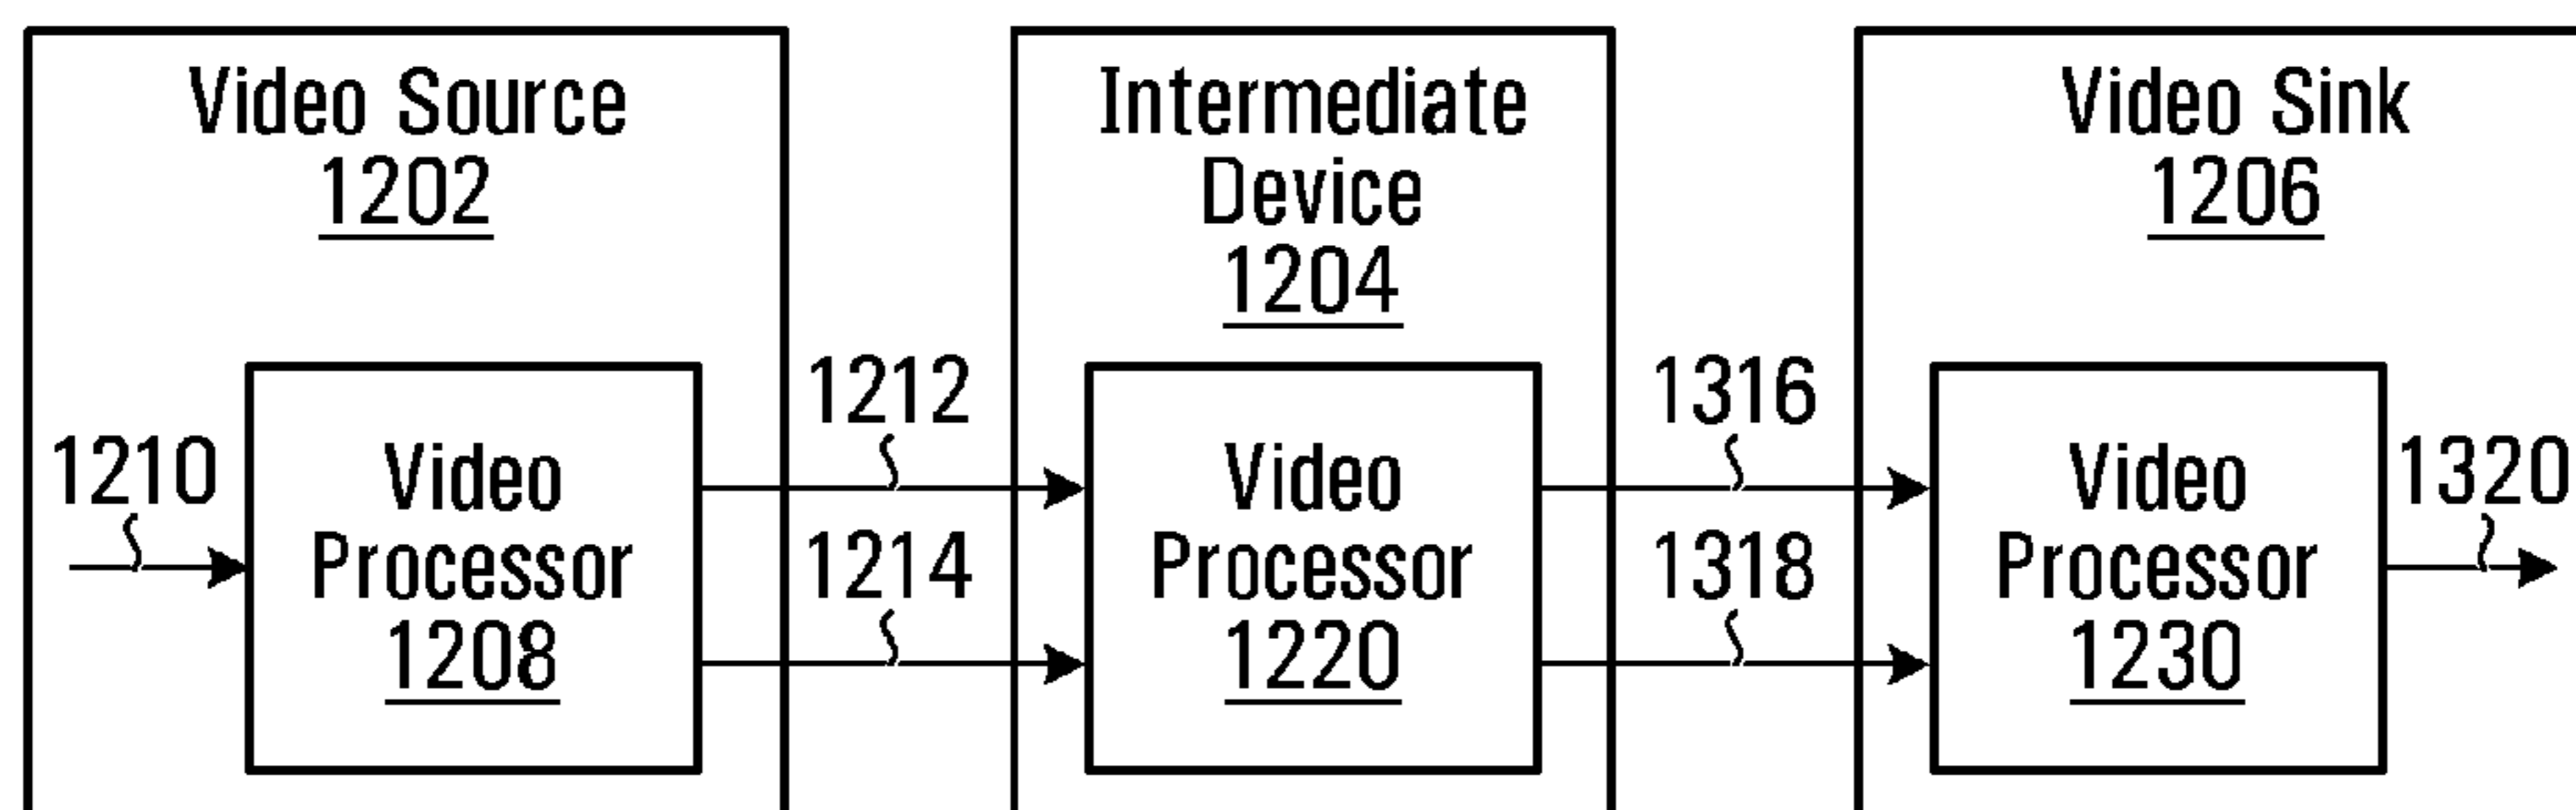 Video Source
1202
Intermediate
Device
1204
Video Sink
1206
1210
Video
Processor
1208
1212
1214
Video
Processor
1220
1316
1318
Video
Processor
1230
1320